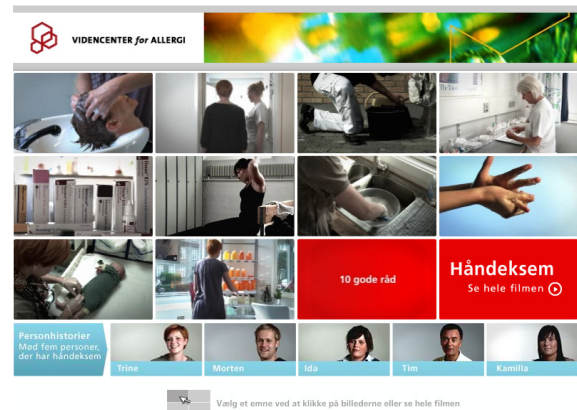 VIDENCENTER for ALLERGI
10 gode råd
Håndeksem
Se hele filmen
Personhistorier
Mød fem personer,
der har håndeksem
Trine
Morten
Ida
Tim
Kamilla
Vælg et emne ved at klikke på billederne eller se hele filmen